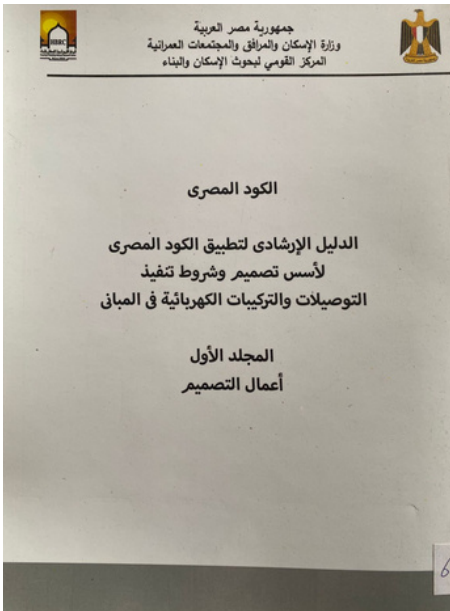 جمهورية مصر العربية
وزارة الإسكان والمرافق والمجتمعات العمرانية
المركز القومي لبحوث الإسكان والبناء
HBRC
الكود المصرى
الدليل الإرشادى لتطبيق الكود المصرى
لأسس تصميم وشروط تنفيذ
التوصيلات والتركيبات الكهربائية فى المبانى
المجلد الأول
أعمال التصميم